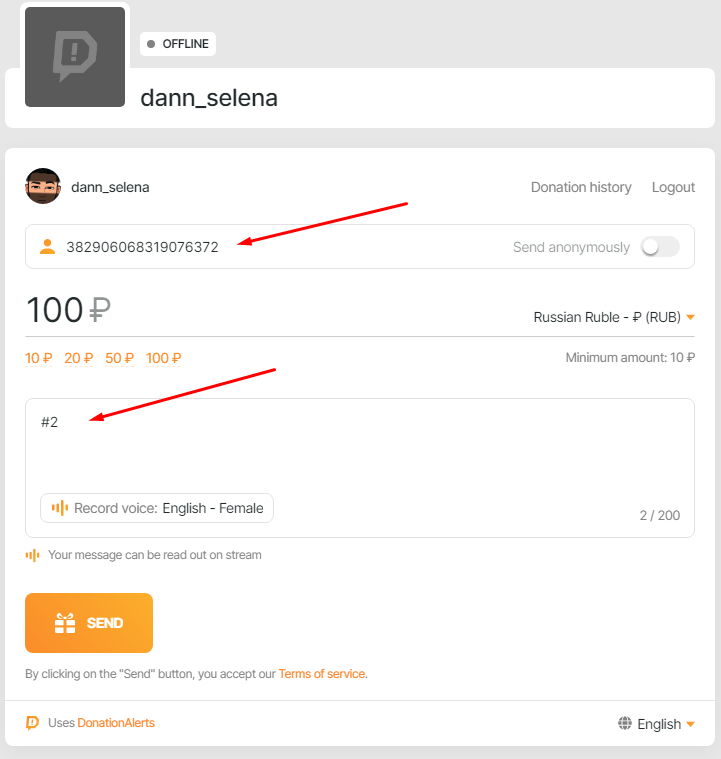 OFFLINE
dann_selena
dann_selena
Donation history
Logout
382906068319076372
Send anonymously
100 ₽
Russian Ruble - ₽ (RUB)
10 ₽ 20 ₽ 50 ₽ 100 ₽
Minimum amount: 10 ₽
#2
Record voice: English - Female
2 / 200
Your message can be read out on stream
SEND
By clicking on the "Send" button, you accept our Terms of service.
Uses DonationAlerts
English